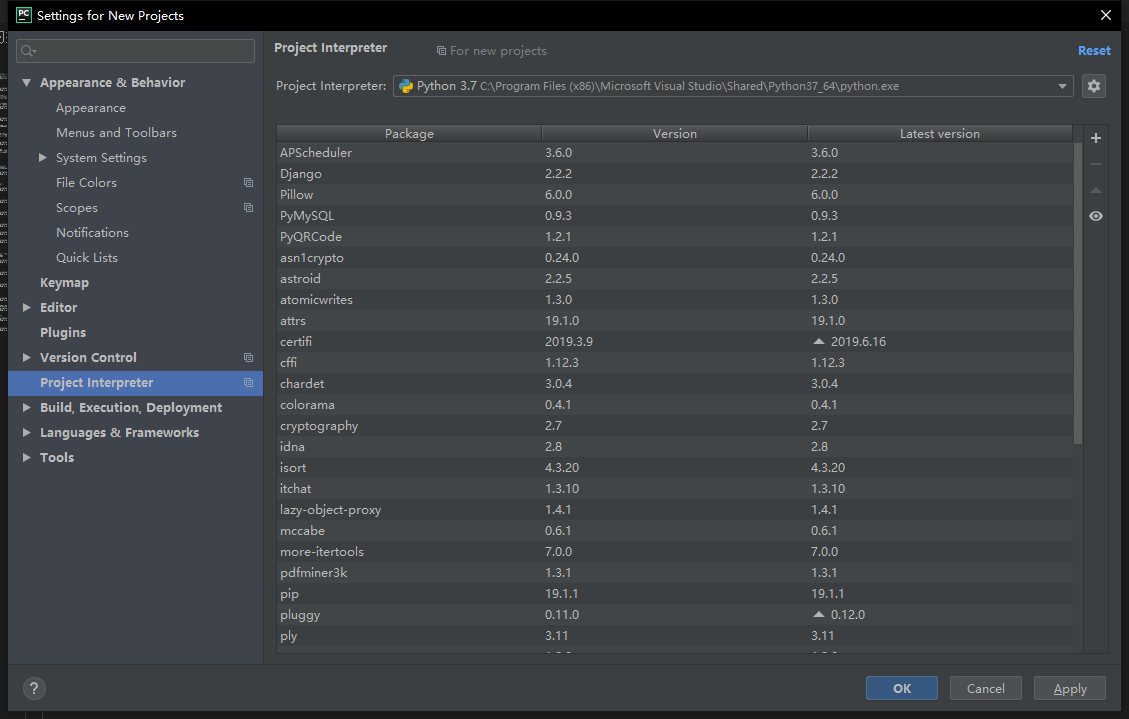 PC Settings for New Projects
Project Interpreter
For new projects
Reset
Appearance & Behavior
Appearance
Menus and Toolbars
System Settings
File Colors
Scopes
Notifications
Quick Lists
Keymap
Editor
Plugins
Version Control
Project Interpreter
Build, Execution, Deployment
Languages & Frameworks
Tools
Project Interpreter: Python 3.7 C:\Program Files (x86)\Microsoft Visual Studio\Shared\Python37_64\python.exe
Package Version Latest version
APScheduler 3.6.0 3.6.0
Django 2.2.2 2.2.2
Pillow 6.0.0 6.0.0
PyMySQL 0.9.3 0.9.3
PyQRCode 1.2.1 1.2.1
asn1crypto 0.24.0 0.24.0
astroid 2.2.5 2.2.5
atomicwrites 1.3.0 1.3.0
attrs 19.1.0 19.1.0
certifi 2019.3.9 2019.6.16
cffi 1.12.3 1.12.3
chardet 3.0.4 3.0.4
colorama 0.4.1 0.4.1
cryptography 2.7 2.7
idna 2.8 2.8
isort 4.3.20 4.3.20
itchat 1.3.10 1.3.10
lazy-object-proxy 1.4.1 1.4.1
mccabe 0.6.1 0.6.1
more-itertools 7.0.0 7.0.0
pdfminer3k 1.3.1 1.3.1
pip 19.1.1 19.1.1
pluggy 0.11.0 0.12.0
ply 3.11 3.11
?
OK
Cancel
Apply